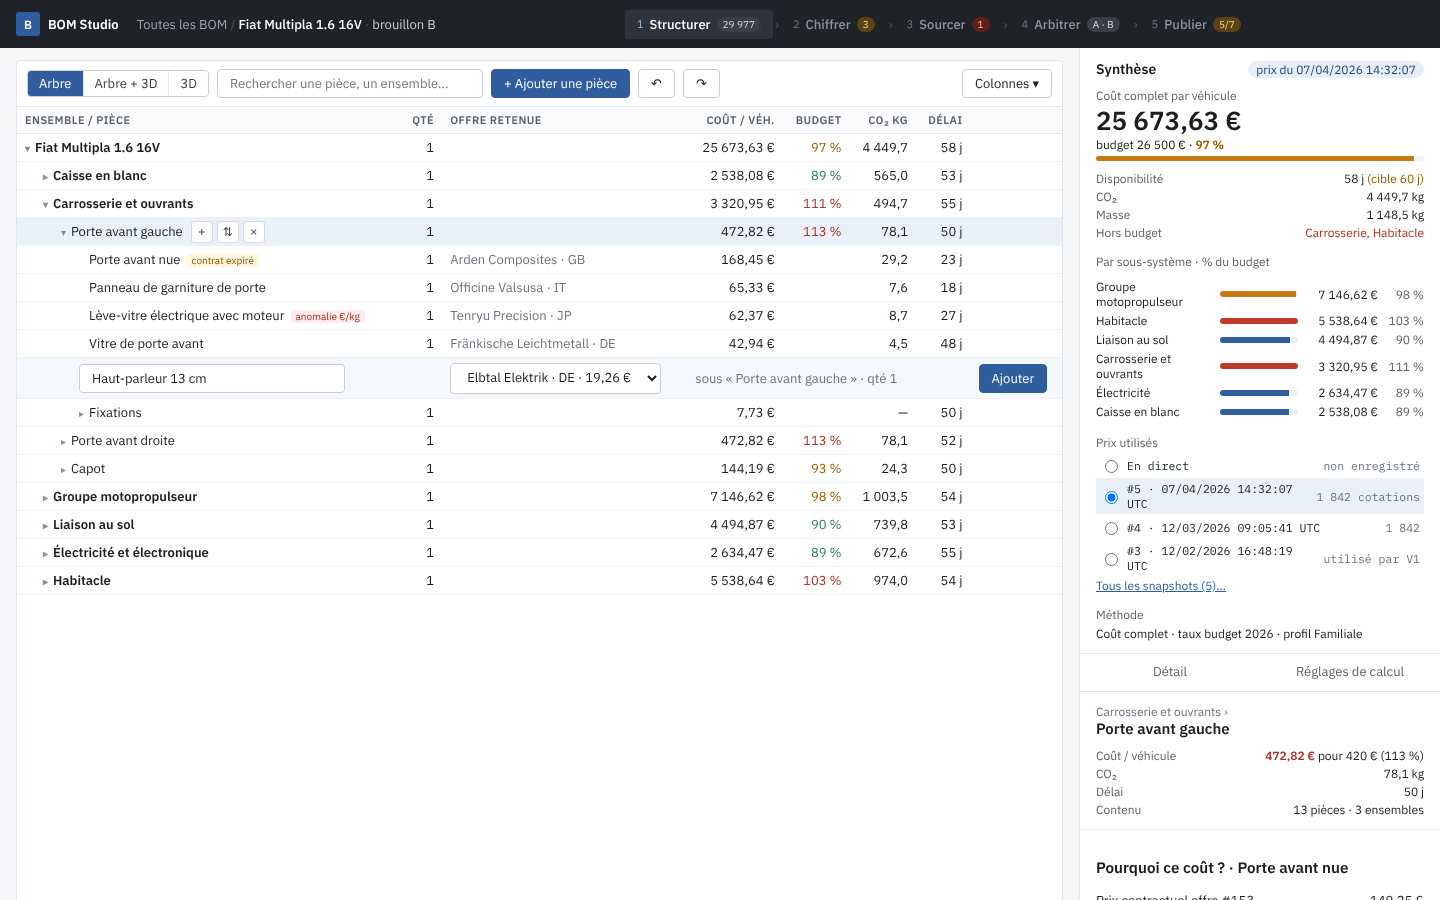 B BOM Studio Toutes les BOM / Fiat Multipla 1.6 16V · brouillon B 1 Structurer 29 977 › 2 Chiffrer 3 › 3 Sourcer 1 › 4 Arbitrer A · B › 5 Publier 5/7
Arbre Arbre + 3D 3D Rechercher une pièce, un ensemble... + Ajouter une pièce ↶ ↷ Colonnes ▾
ENSEMBLE / PIÈCE QTÉ OFFRE RETENUE COÛT / VÉH. BUDGET CO₂ KG DÉLAI
▾ Fiat Multipla 1.6 16V 1 25 673,63 € 97 % 4 449,7 58 j
▸ Caisse en blanc 1 2 538,08 € 89 % 565,0 53 j
▾ Carrosserie et ouvrants 1 3 320,95 € 111 % 494,7 55 j
▾ Porte avant gauche + ⇅ × 1 472,82 € 113 % 78,1 50 j
Porte avant nue contrat expiré 1 Arden Composites · GB 168,45 € 29,2 23 j
Panneau de garniture de porte 1 Officine Valsusa · IT 65,33 € 7,6 18 j
Lève-vitre électrique avec moteur anomalie €/kg 1 Tenryu Precision · JP 62,37 € 8,7 27 j
Vitre de porte avant 1 Fränkische Leichtmetall · DE 42,94 € 4,5 48 j
Haut-parleur 13 cm Elbtal Elektrik · DE · 19,26 € sous « Porte avant gauche » · qté 1 Ajouter
▸ Fixations 1 7,73 € — 50 j
▸ Porte avant droite 1 472,82 € 113 % 78,1 52 j
▸ Capot 1 144,19 € 93 % 24,3 50 j
▸ Groupe motopropulseur 1 7 146,62 € 98 % 1 003,5 54 j
▸ Liaison au sol 1 4 494,87 € 90 % 739,8 53 j
▸ Électricité et électronique 1 2 634,47 € 89 % 672,6 55 j
▸ Habitacle 1 5 538,64 € 103 % 974,0 54 j
Synthèse prix du 07/04/2026 14:32:07
Coût complet par véhicule
25 673,63 €
budget 26 500 € · 97 %
Disponibilité 58 j (cible 60 j)
CO₂ 4 449,7 kg
Masse 1 148,5 kg
Hors budget Carrosserie, Habitacle
Par sous-système · % du budget
Groupe
motopropulseur 7 146,62 € 98 %
Habitacle 5 538,64 € 103 %
Liaison au sol 4 494,87 € 90 %
Carrosserie et
ouvrants 3 320,95 € 111 %
Électricité 2 634,47 € 89 %
Caisse en blanc 2 538,08 € 89 %
Prix utilisés
En direct non enregistré
#5 · 07/04/2026 14:32:07
UTC 1 842 cotations
#4 · 12/03/2026 09:05:41 UTC 1 842
#3 · 12/02/2026 16:48:19
UTC utilisé par V1
Tous les snapshots (5)...
Méthode
Coût complet · taux budget 2026 · profil Familiale
Détail Réglages de calcul
Carrosserie et ouvrants ›
Porte avant gauche
Coût / véhicule 472,82 € pour 420 € (113 %)
CO₂ 78,1 kg
Délai 50 j
Contenu 13 pièces · 3 ensembles
Pourquoi ce coût ? · Porte avant nue
Prix contractuel offre #153 149,25 €